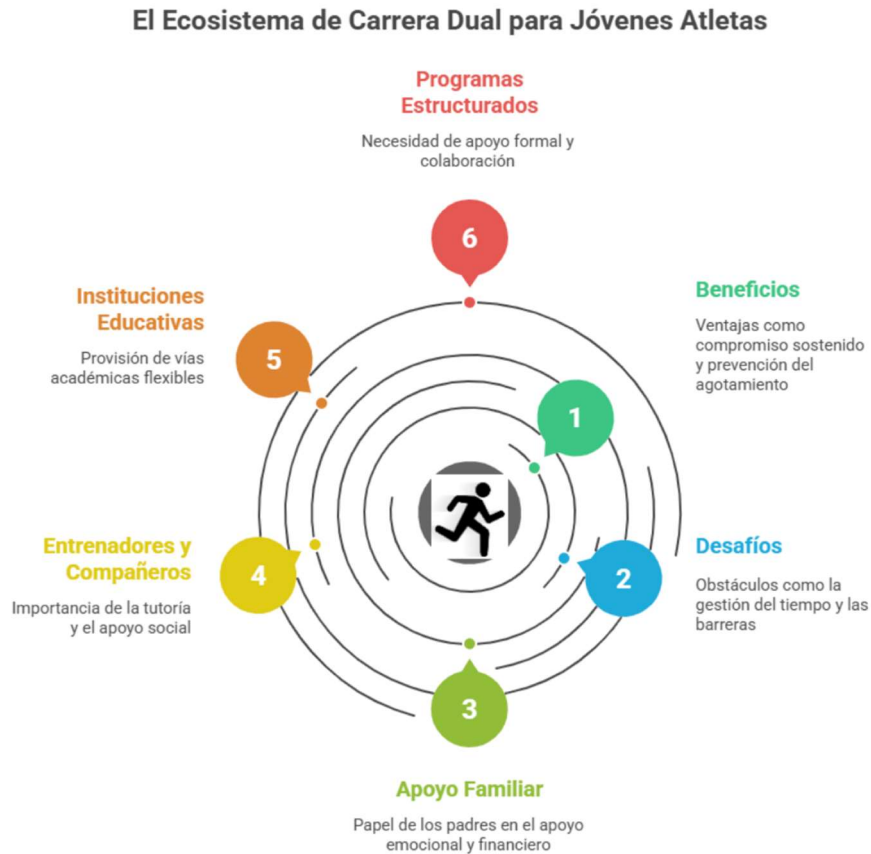 El Ecosistema de Carrera Dual para Jóvenes Atletas
Programas
Estructurados
Necesidad de apoyo formal y
colaboración
6
Beneficios
Ventajas como
compromiso sostenido
y prevención del
agotamiento
1
Desafíos
Obstáculos como la
gestión del tiempo y las
barreras
2
Apoyo Familiar
Papel de los padres en el apoyo
emocional y financiero
3
Entrenadores y
Compañeros
Importancia de la tutoría
y el apoyo social
4
Instituciones
Educativas
Provisión de vías
académicas flexibles
5